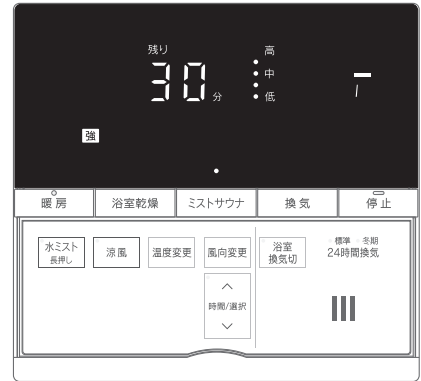 残り
30分
高
中
低
強
暖房 浴室乾燥 ミストサウナ 換気 停止
水ミスト
長押し
涼風
温度変更
風向変更
浴室
換気切
標準 冬期
24時間換気
時間/選択